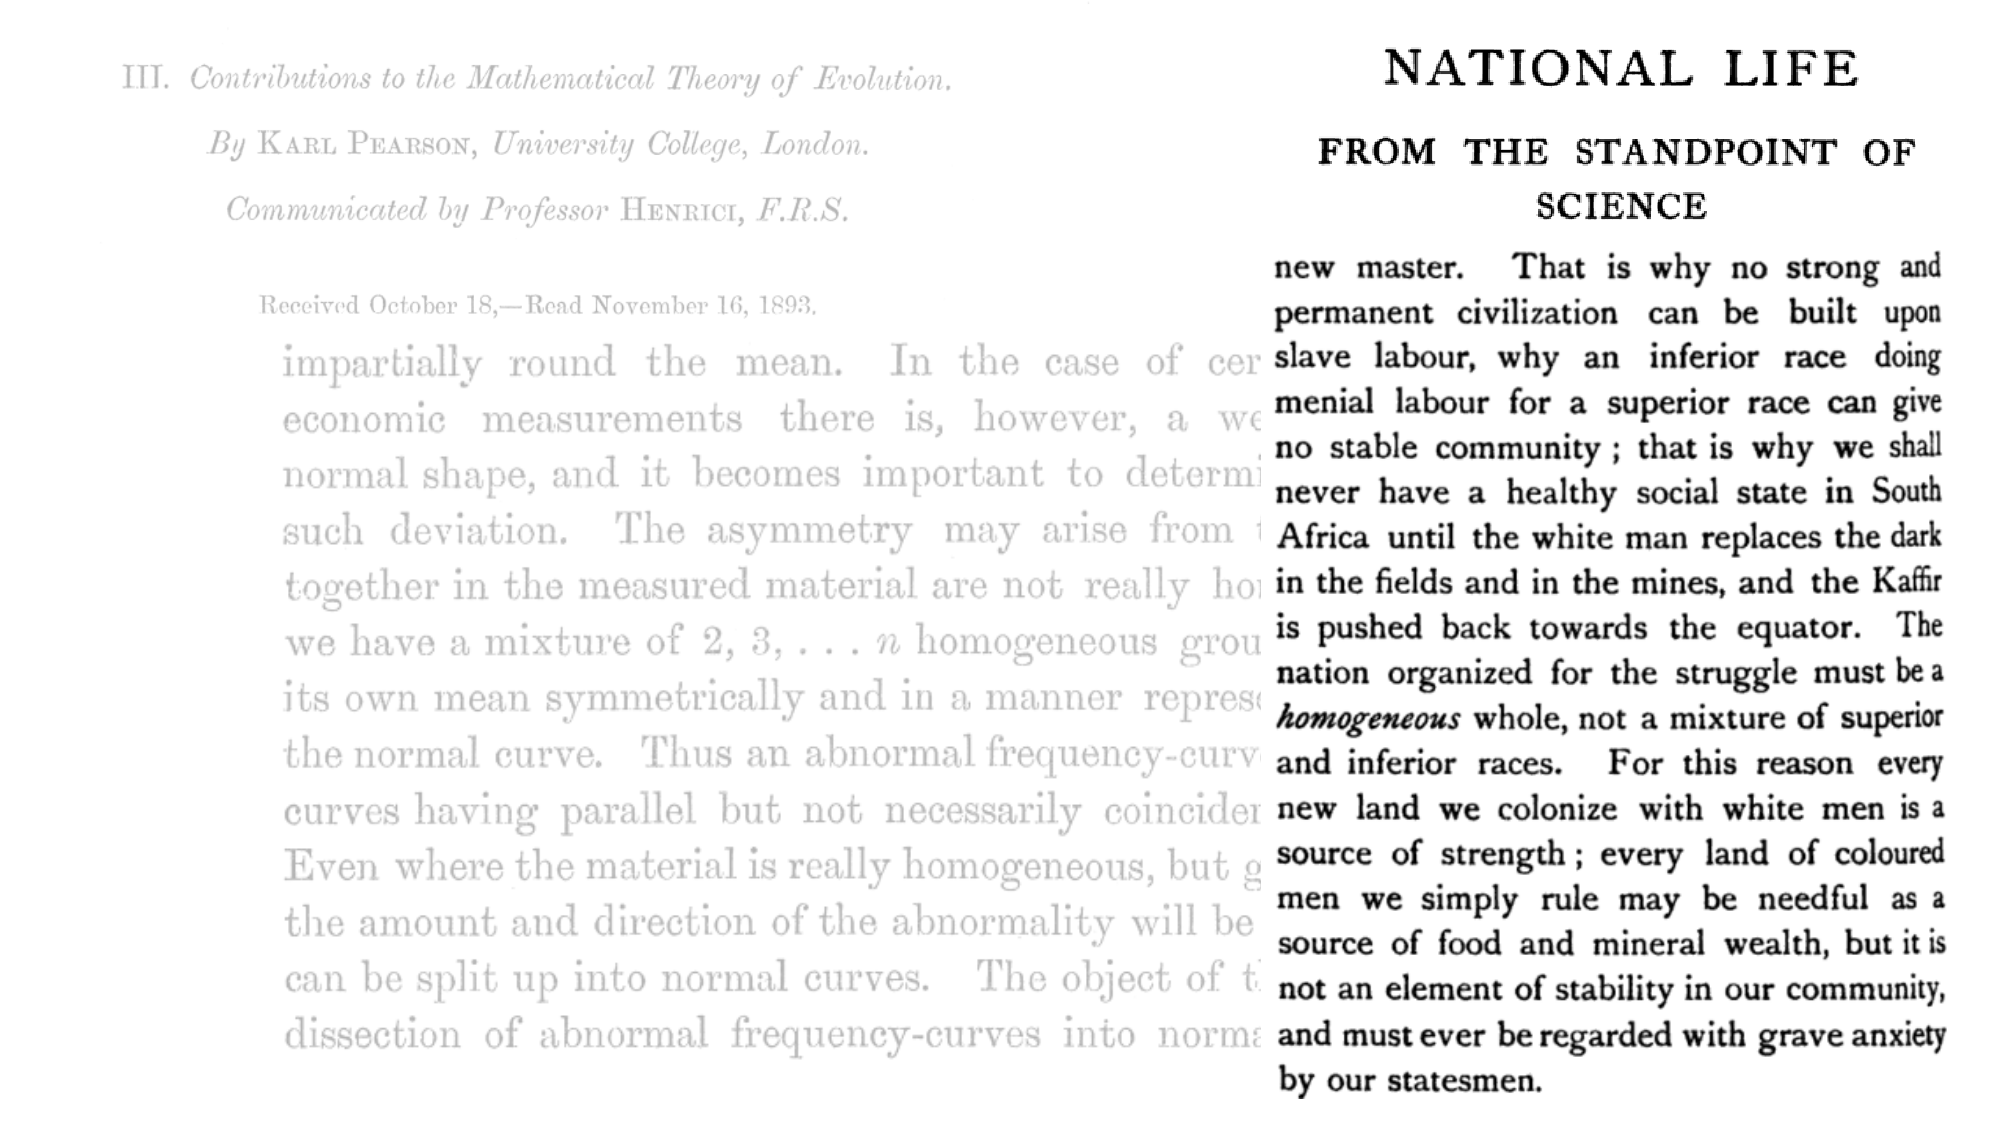 III. Contributions to the Mathematical Theory of Evolution.
By KARL PEARSON, University College, London.
Communicated by Professor HENRICI, F.R.S.
Received October 18,—Read November 16, 1893.
impartially round the mean. In the case of cer
economic measurements there is, however, a we
normal shape, and it becomes important to determi
such deviation. The asymmetry may arise from
together in the measured material are not really ho
we have a mixture of 2, 3, . . . n homogeneous grou
its own mean symmetrically and in a manner repres
the normal curve. Thus an abnormal frequency-curv
curves having parallel but not necessarily coinciden
Even where the material is really homogeneous, but g
the amount and direction of the abnormality will be
can be split up into normal curves. The object of t
dissection of abnormal frequency-curves into norma
NATIONAL LIFE
FROM THE STANDPOINT OF
SCIENCE
new master. That is why no strong and
permanent civilization can be built upon
slave labour, why an inferior race doing
menial labour for a superior race can give
no stable community ; that is why we shall
never have a healthy social state in South
Africa until the white man replaces the dark
in the fields and in the mines, and the Kaffir
is pushed back towards the equator. The
nation organized for the struggle must be a
homogeneous whole, not a mixture of superior
and inferior races. For this reason every
new land we colonize with white men is a
source of strength ; every land of coloured
men we simply rule may be needful as a
source of food and mineral wealth, but it is
not an element of stability in our community,
and must ever be regarded with grave anxiety
by our statesmen.